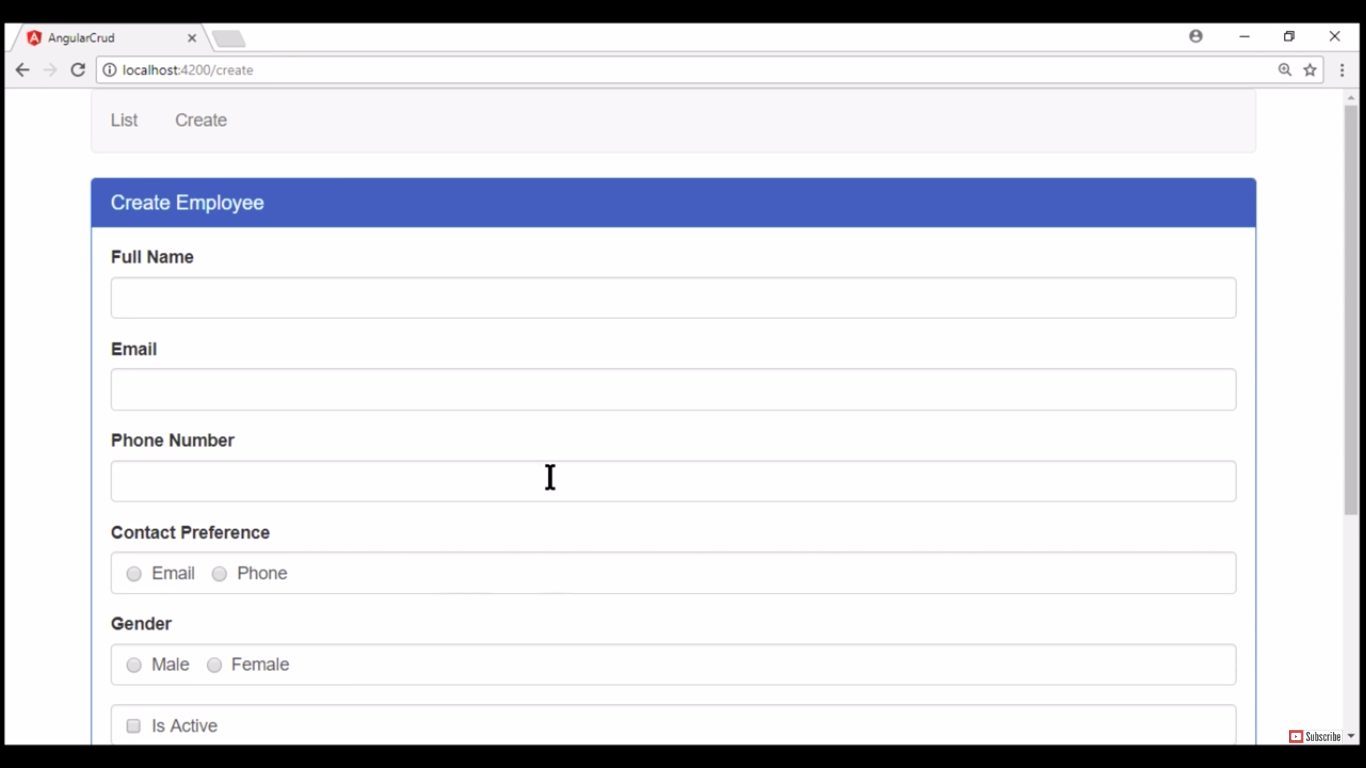 AngularCrud
localhost:4200/create
List Create
Create Employee
Full Name
Email
Phone Number
Contact Preference
Email Phone
Gender
Male Female
Is Active
Subscribe